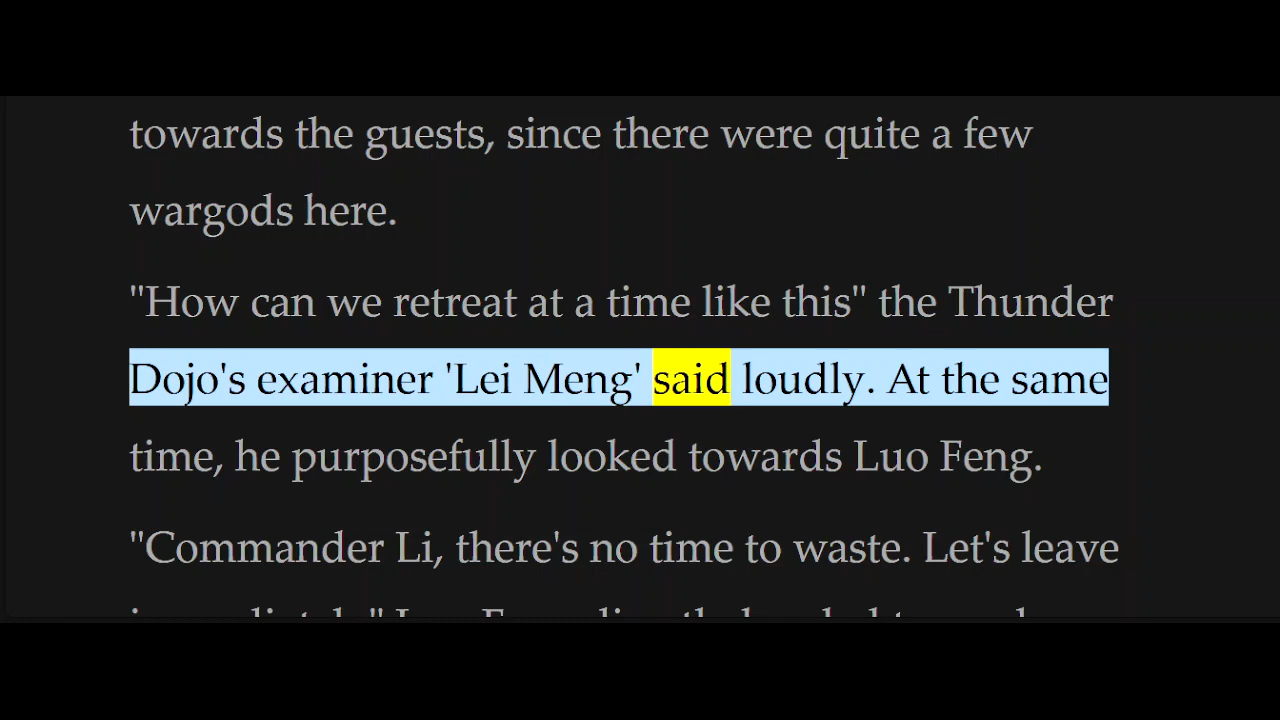 towards the guests, since there were quite a few
wargods here.
"How can we retreat at a time like this" the Thunder
Dojo's examiner 'Lei Meng' said loudly. At the same
time, he purposefully looked towards Luo Feng.
"Commander Li, there's no time to waste. Let's leave